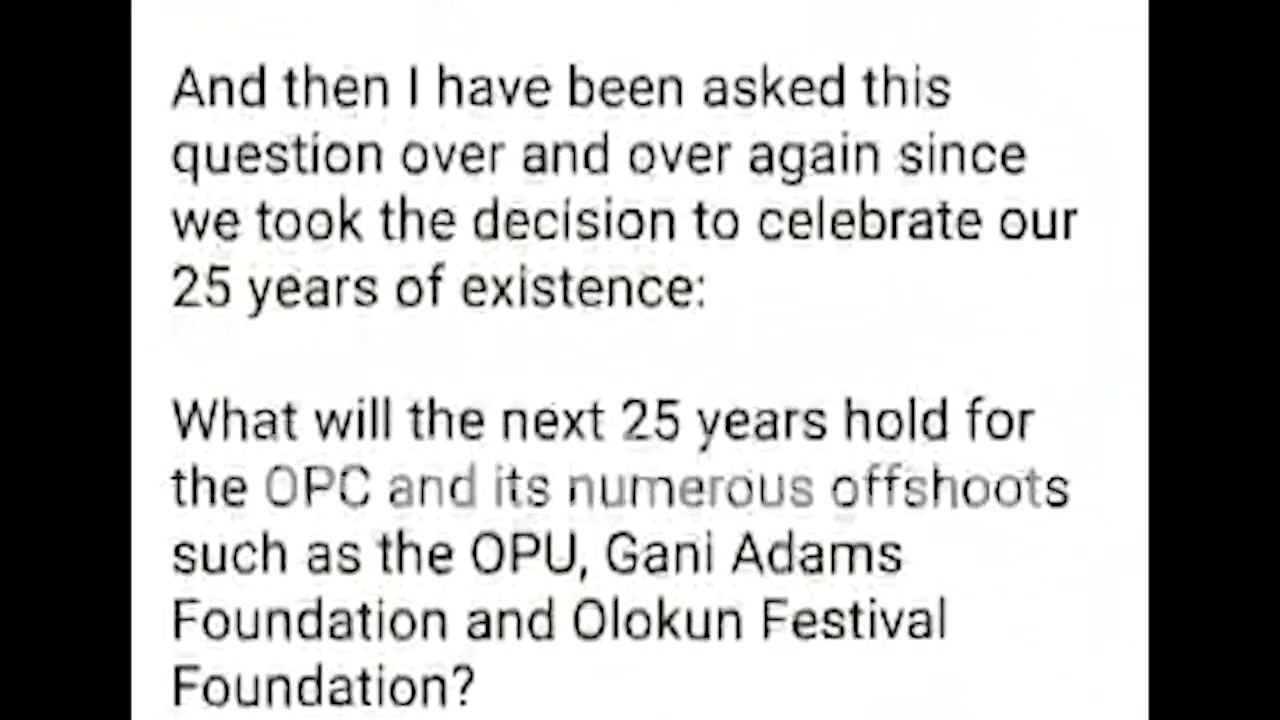 And then I have been asked this
question over and over again since
we took the decision to celebrate our
25 years of existence:
What will the next 25 years hold for
the OPC and its numerous offshoots
such as the OPU, Gani Adams
Foundation and Olokun Festival
Foundation?